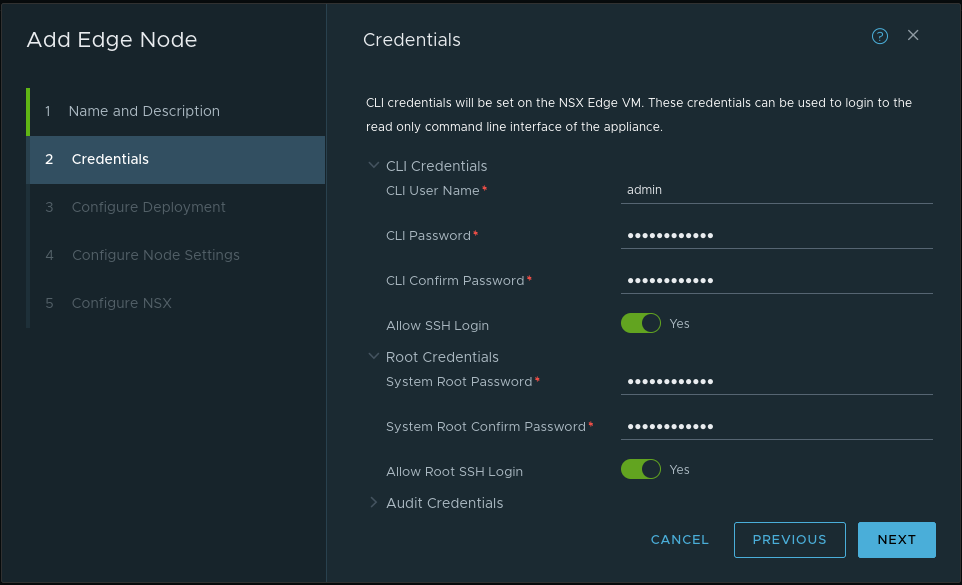 Add Edge Node
1 Name and Description
2 Credentials
3 Configure Deployment
4 Configure Node Settings
5 Configure NSX
Credentials
?
CLI credentials will be set on the NSX Edge VM. These credentials can be used to login to the
read only command line interface of the appliance.
CLI Credentials
CLI User Name* admin
CLI Password* ●●●●●●●●●●●●
CLI Confirm Password* ●●●●●●●●●●●●
Allow SSH Login Yes
Root Credentials
System Root Password* ●●●●●●●●●●●●
System Root Confirm Password* ●●●●●●●●●●●●
Allow Root SSH Login Yes
Audit Credentials
CANCEL PREVIOUS NEXT